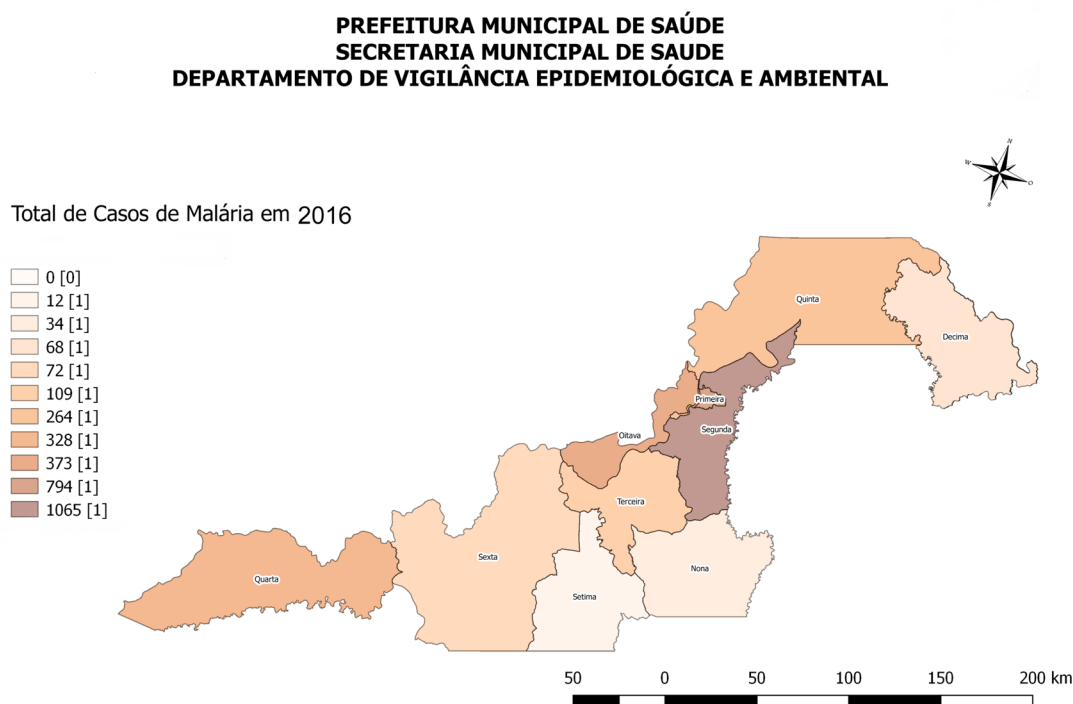 PREFEITURA MUNICIPAL DE SAÚDE
SECRETARIA MUNICIPAL DE SAUDE
DEPARTAMENTO DE VIGILÂNCIA EPIDEMIOLÓGICA E AMBIENTAL
N
W
O
S
Total de Casos de Malária em 2016
0 [0]
12 [1]
34 [1]
68 [1]
72 [1]
109 [1]
264 [1]
328 [1]
373 [1]
794 [1]
1065 [1]
Quinta
Decima
Primeira
Segunda
Oitava
Terceira
Sexta
Nona
Quarta
Setima
50 0 50 100 150 200 km